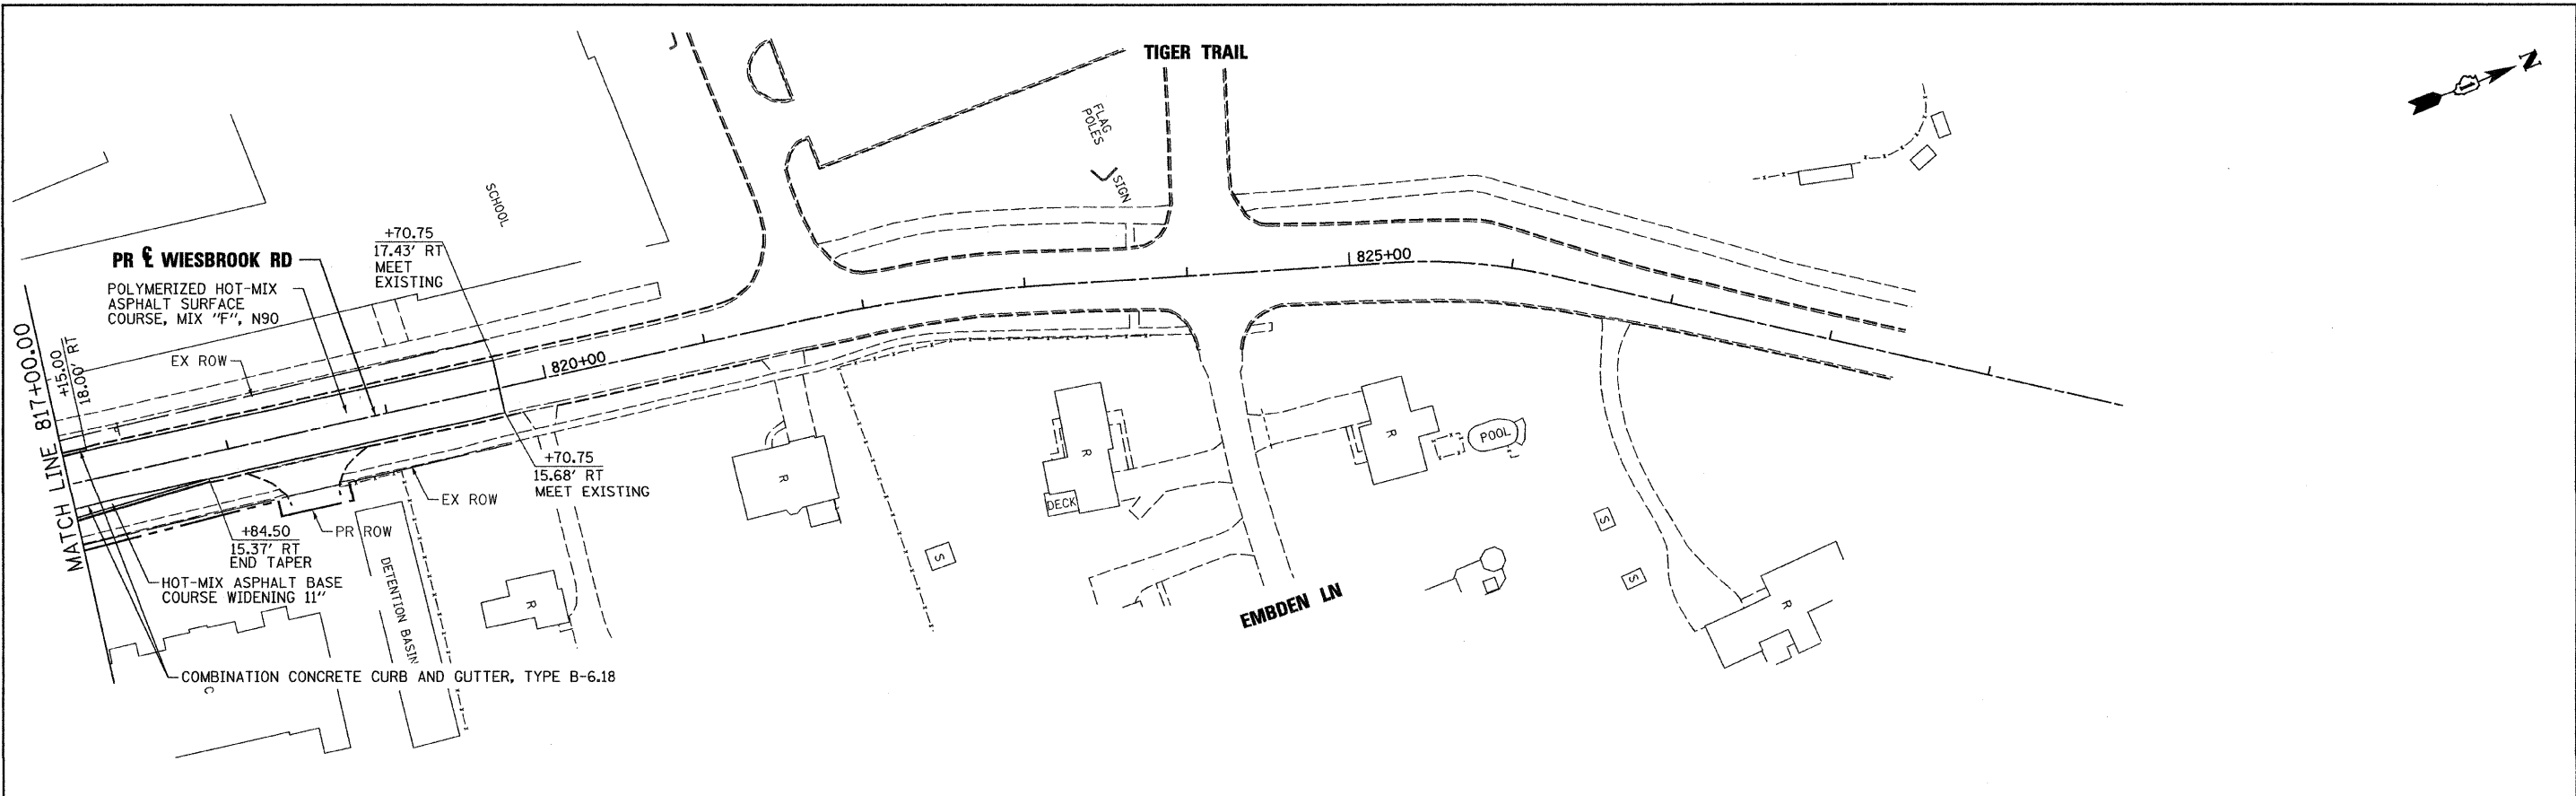 TIGER TRAIL
N
FLAG
POLES
SIGN
SCHOOL
+70.75
17.43' RT
MEET
EXISTING
PR ℄ WIESBROOK RD
POLYMERIZED HOT-MIX
ASPHALT SURFACE
COURSE, MIX "F", N90
825+00
MATCH LINE 817+00.00
+15.00
18.00' RT
EX ROW
820+00
P
+70.75
15.68' RT
MEET EXISTING
EX ROW
R
R
DECK
R
POOL
PR ROW
+84.50
15.37' RT
END TAPER
HOT-MIX ASPHALT BASE
COURSE WIDENING 11"
DETENTION BASIN
R
S
S
S
EMBDEN LN
R
COMBINATION CONCRETE CURB AND GUTTER, TYPE B-6.18
C